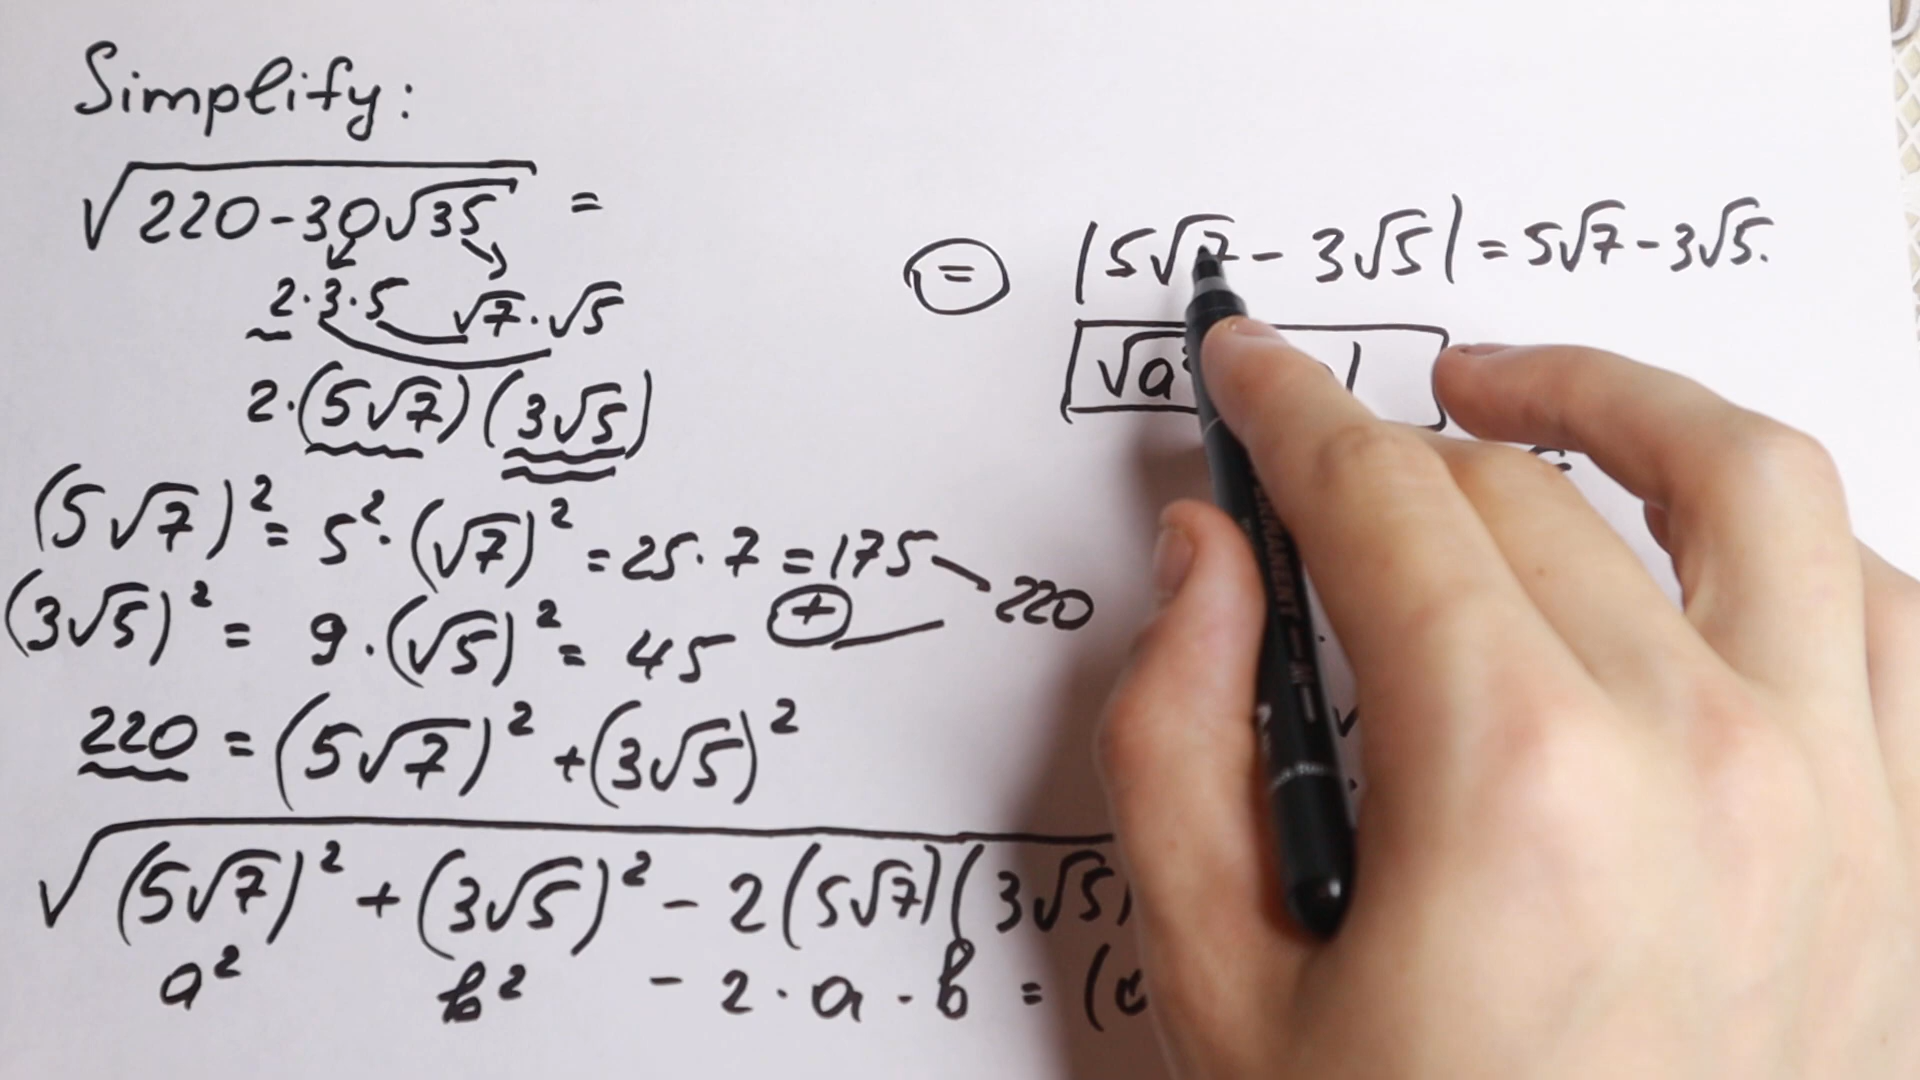 Simplify:
√(220-30√35) =
2·3·5 √7·√5
2·(5√7)(3√5)
(5√7)² = 5²·(√7)² = 25·7 = 175
+ 220
(3√5)² = 9·(√5)² = 45
220 = (5√7)² + (3√5)²
√(5√7)² + (3√5)² - 2(5√7)(3√5)
a² b² - 2·a·b = (
= |5√7 - 3√5| = 5√7 - 3√5.
√a